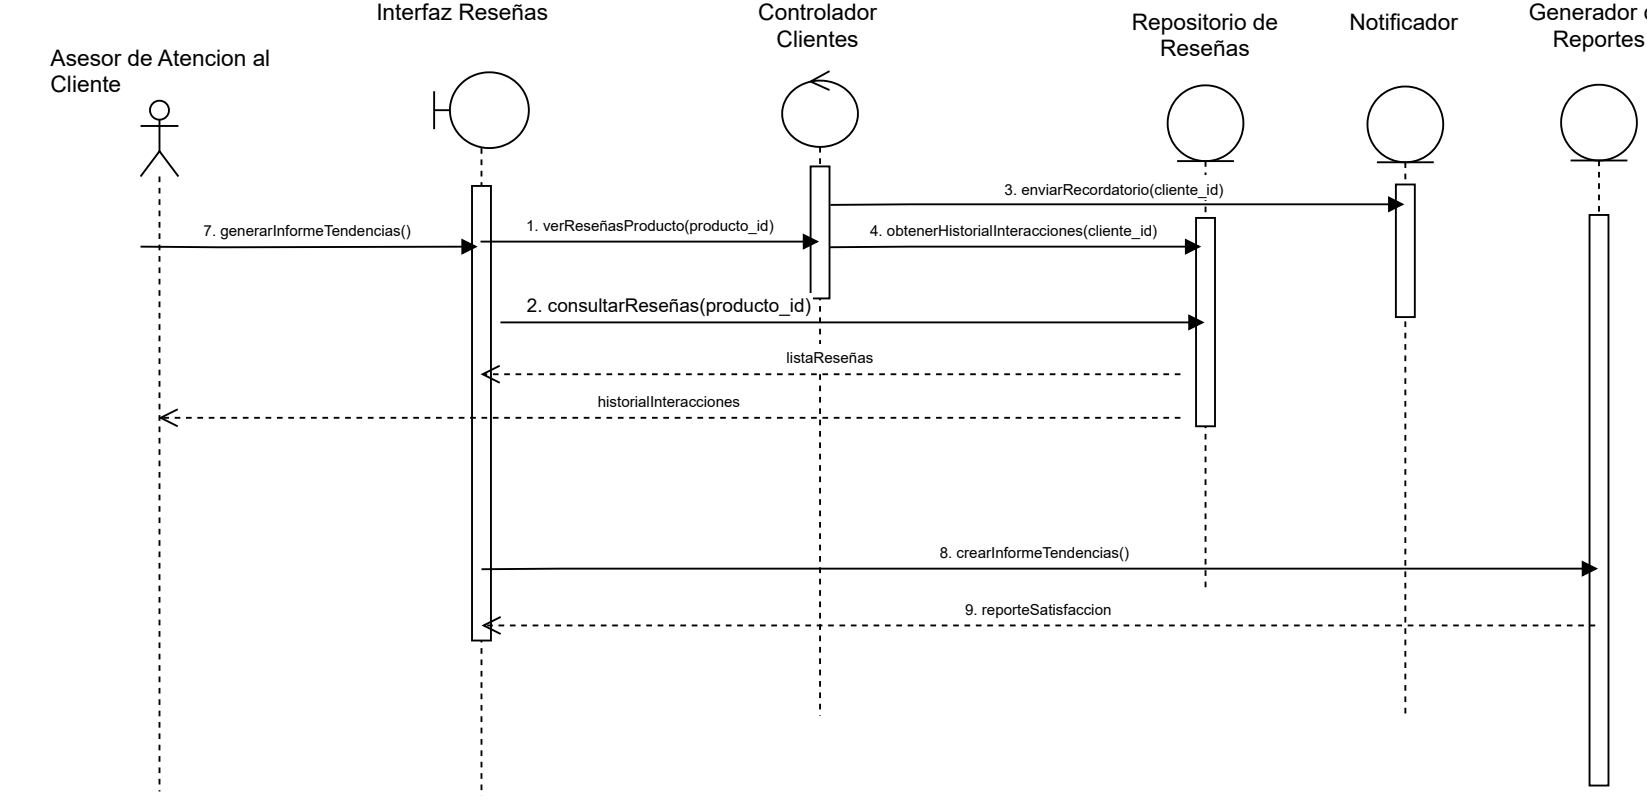 Interfaz Reseñas
Controlador
Clientes
Repositorio de
Reseñas
Notificador
Generador
Reportes
Asesor de Atencion al
Cliente
3. enviarRecordatorio(cliente_id)
7. generarInformeTendencias()
1. verReseñasProducto(producto_id)
4. obtenerHistorialInteracciones(cliente_id)
2. consultarReseñas(producto_id)
listaReseñas
historialInteracciones
8. crearInformeTendencias()
9. reporteSatisfaccion